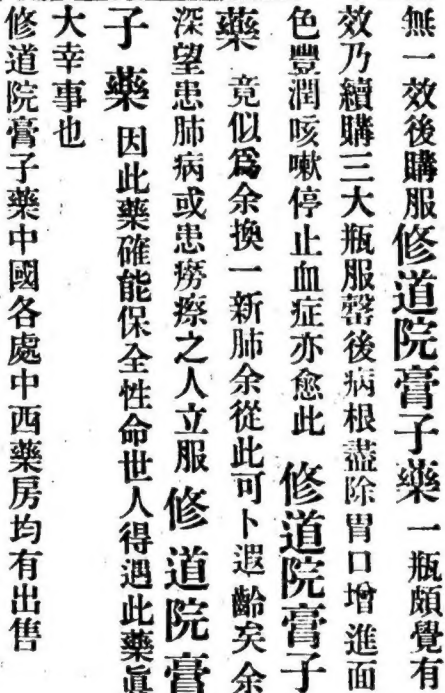 無一效後購服修道院膏子藥一瓶頗覺有
效乃續購三大瓶服罄後病根盡除胃口增進面
色豐潤咳嗽停止血症亦愈此修道院膏子
藥竟似爲余換一新肺余從此可卜遐齡矣余
深望患肺病或患癆瘵之人立服修道院膏
子藥因此藥確能保全性命世人得遇此藥眞
大幸事也
修道院膏子藥中國各處中西藥房均有出售